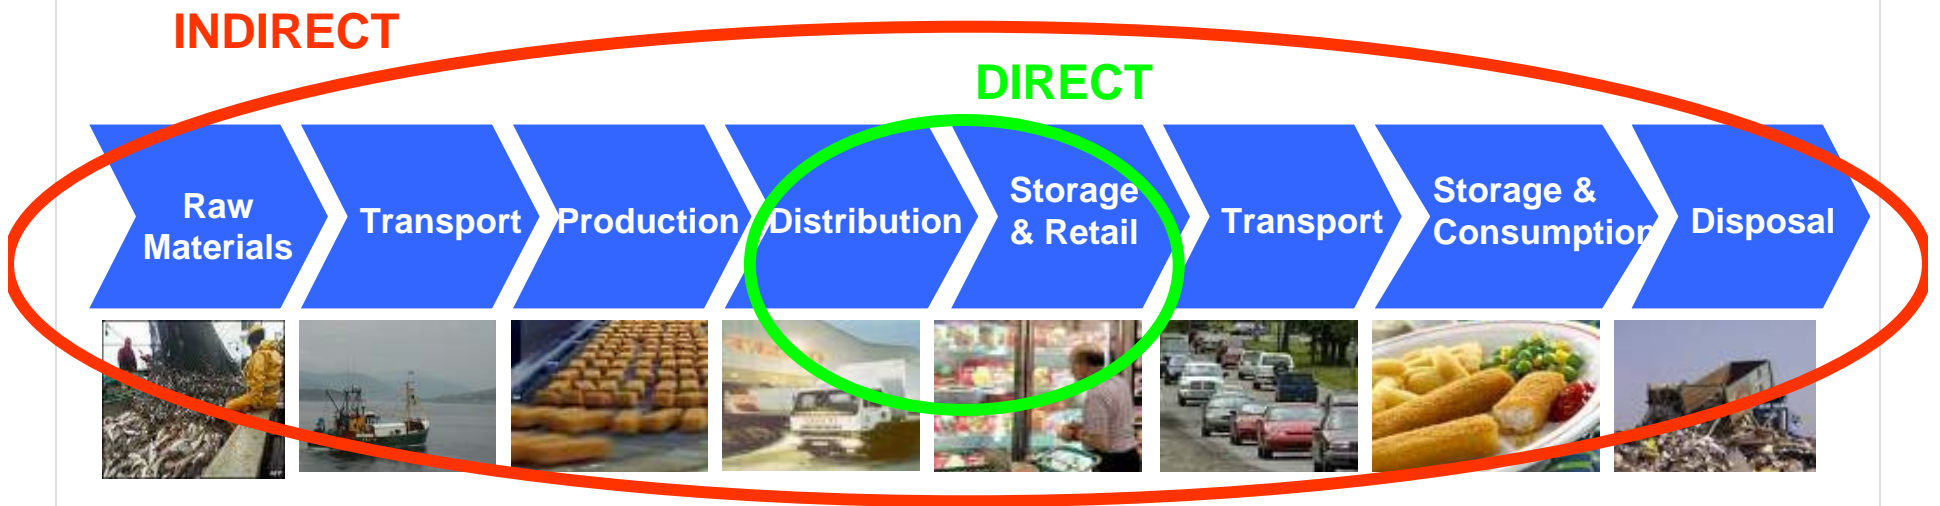 INDIRECT
DIRECT
Raw
Materials
Transport
Production
Distribution
Storage
& Retail
Transport
Storage &
Consumption
Disposal